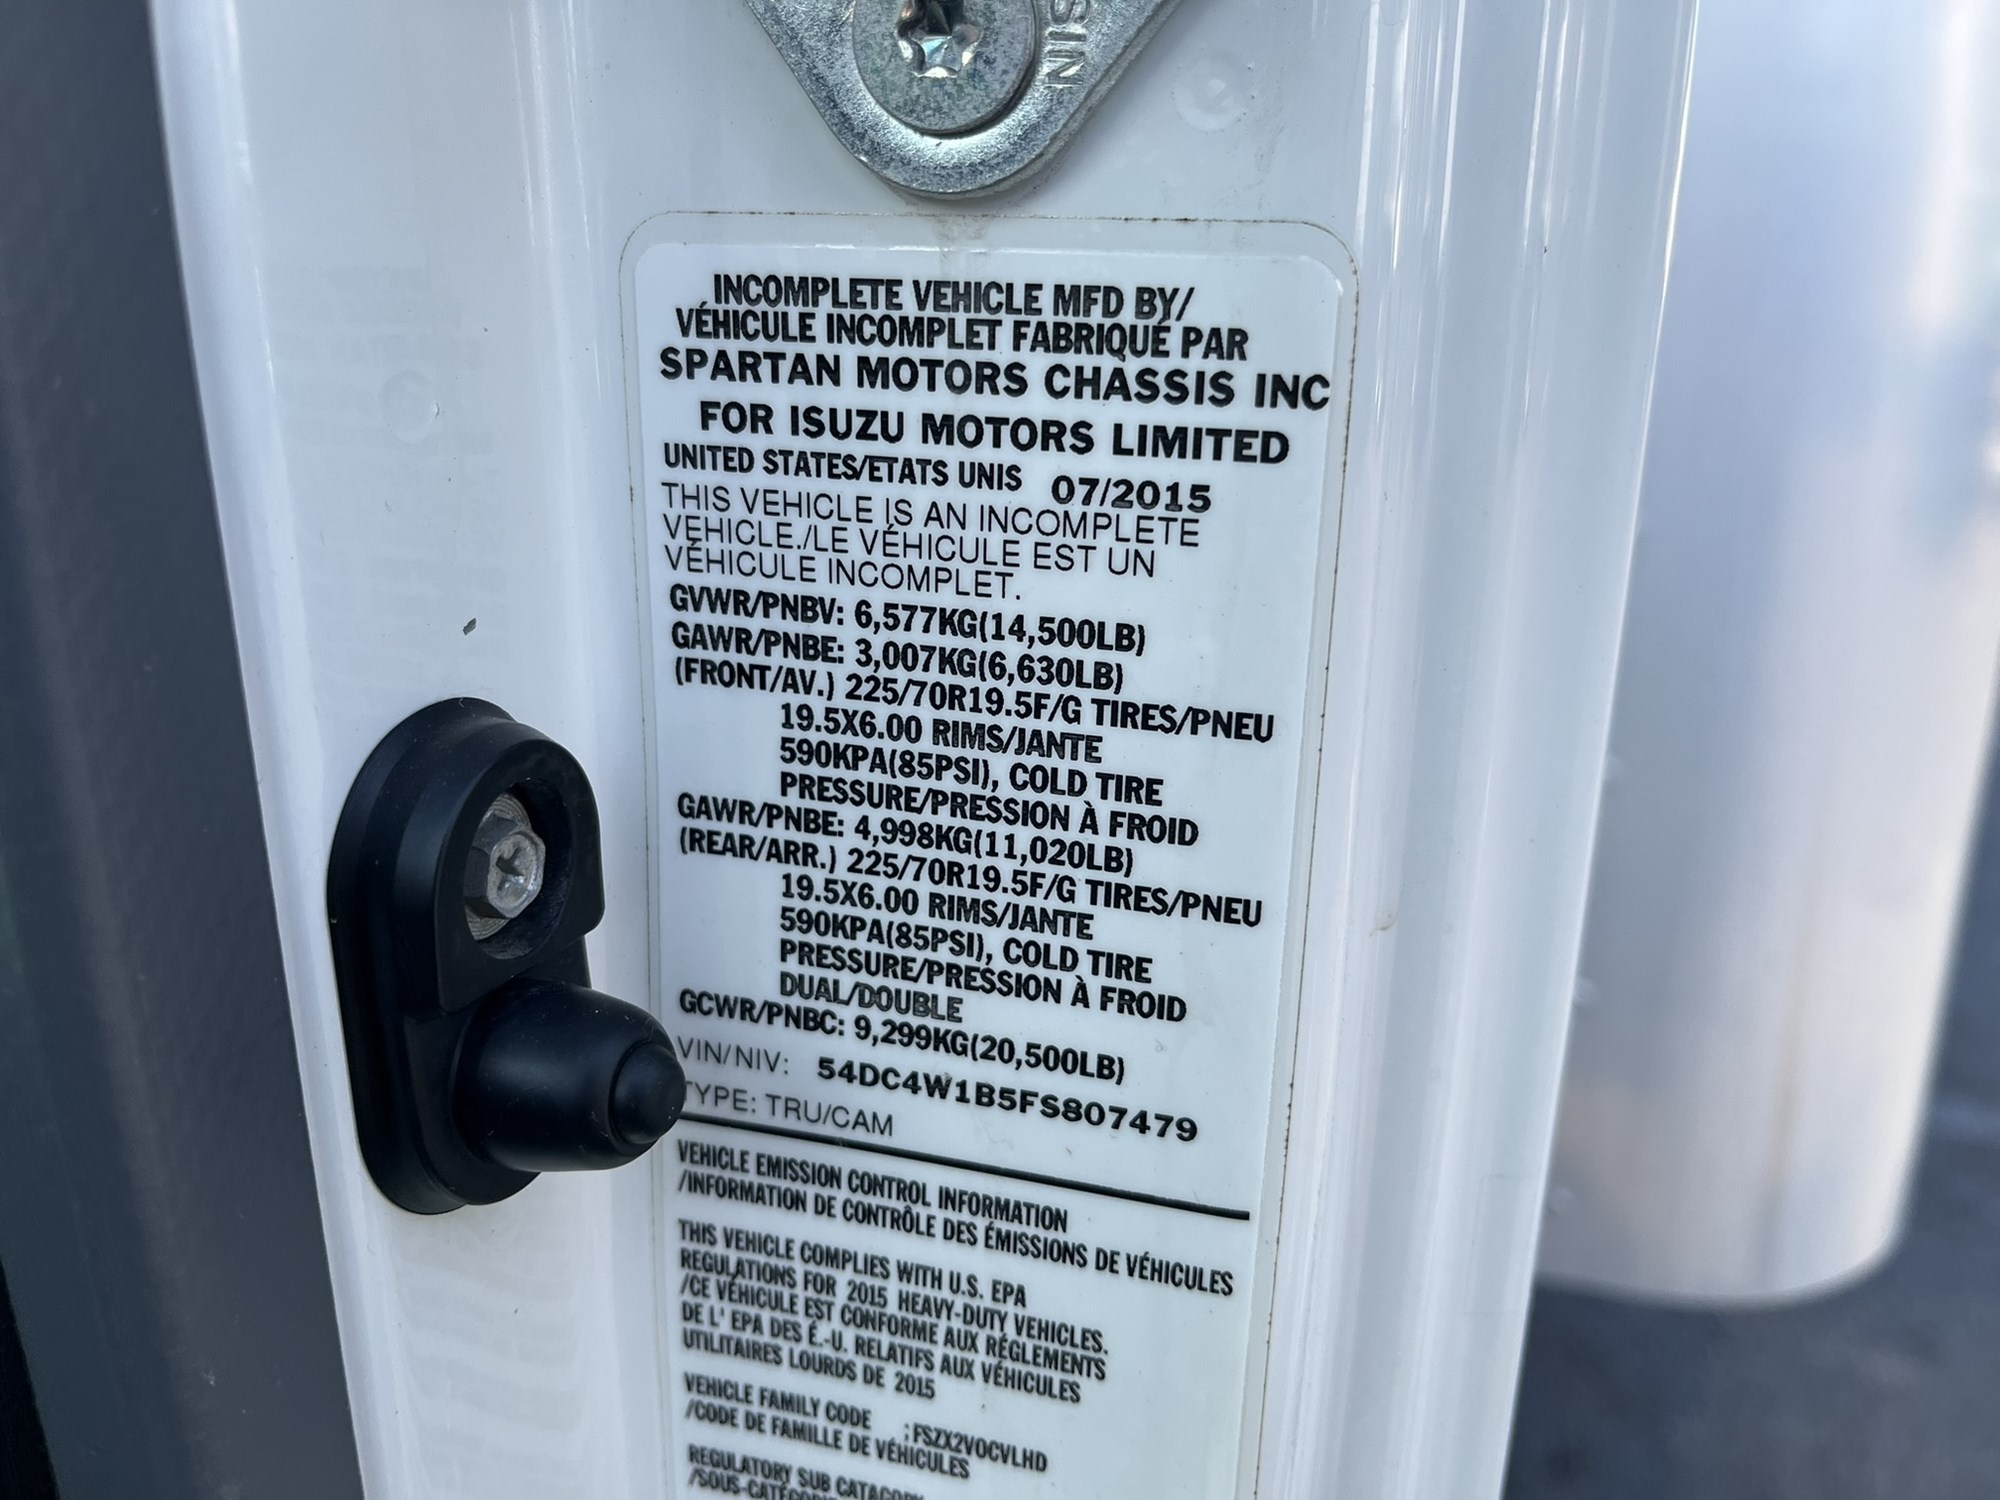 INCOMPLETE VEHICLE MFD BY/
VÉHICULE INCOMPLET FABRIQUÉ PAR
SPARTAN MOTORS CHASSIS INC
FOR ISUZU MOTORS LIMITED
UNITED STATES/ETATS UNIS 07/2015
THIS VEHICLE IS AN INCOMPLETE
VEHICLE./LE VÉHICULE EST UN
VÉHICULE INCOMPLET.
GVWR/PNBV: 6,577KG(14,500LB)
GAWR/PNBE: 3,007KG(6,630LB)
(FRONT/AV.) 225/70R19.5F/G TIRES/PNEU
19.5X6.00 RIMS/JANTE
590KPA(85PSI), COLD TIRE
PRESSURE/PRESSION À FROID
GAWR/PNBE: 4,998KG(11,020LB)
(REAR/ARR.) 225/70R19.5F/G TIRES/PNEU
19.5X6.00 RIMS/JANTE
590KPA(85PSI), COLD TIRE
PRESSURE/PRESSION À FROID
DUAL/DOUBLE
GCWR/PNBC: 9,299KG(20,500LB)
VIN/NIV: 54DC4W1B5FS807479
TYPE: TRU/CAM
VEHICLE EMISSION CONTROL INFORMATION
/INFORMATION DE CONTRÔLE DES ÉMISSIONS DE VÉHICULES
THIS VEHICLE COMPLIES WITH U.S. EPA
REGULATIONS FOR 2015 HEAVY-DUTY VEHICLES.
/CE VÉHICULE EST CONFORME AUX RÉGLEMENTS
DE L' EPA DES É.-U. RELATIFS AUX VÉHICULES
UTILITAIRES LOURDS DE 2015
VEHICLE FAMILY CODE :FSZX2VOCVLHD
/CODE DE FAMILLE DE VÉHICULES
REGULATORY SUB